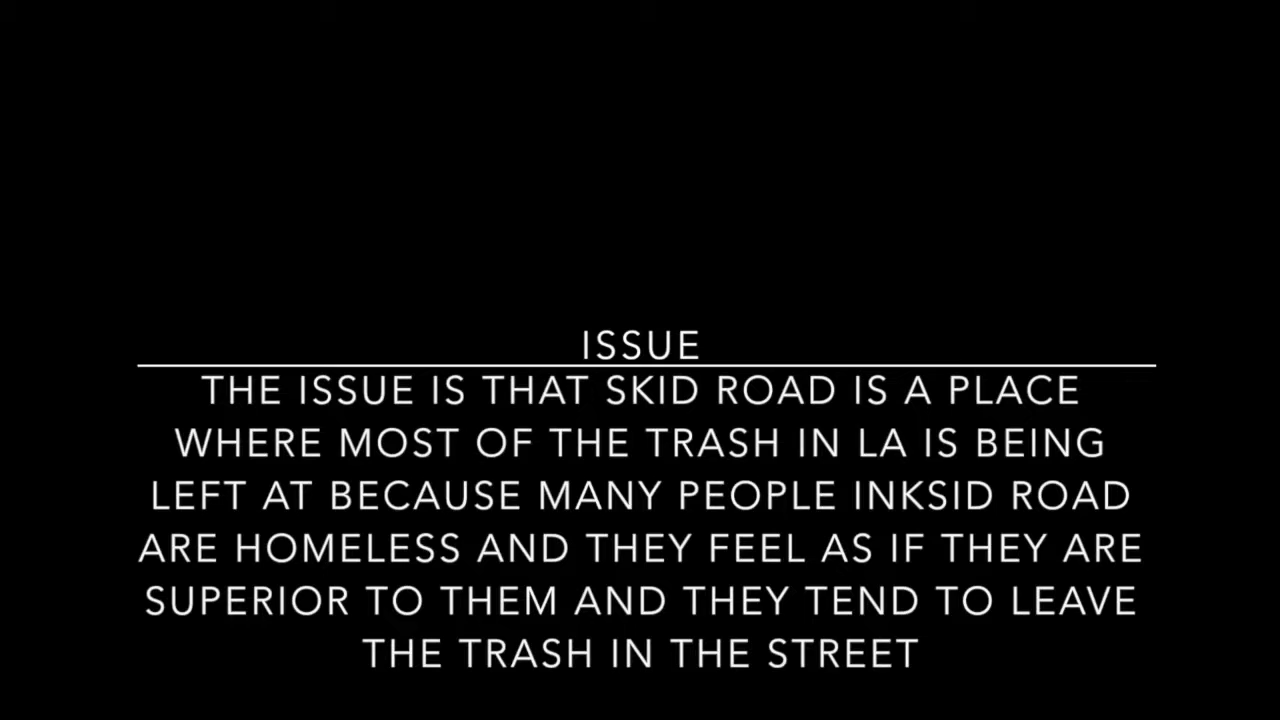 ISSUE
THE ISSUE IS THAT SKID ROAD IS A PLACE
WHERE MOST OF THE TRASH IN LA IS BEING
LEFT AT BECAUSE MANY PEOPLE INKSID ROAD
ARE HOMELESS AND THEY FEEL AS IF THEY ARE
SUPERIOR TO THEM AND THEY TEND TO LEAVE
THE TRASH IN THE STREET